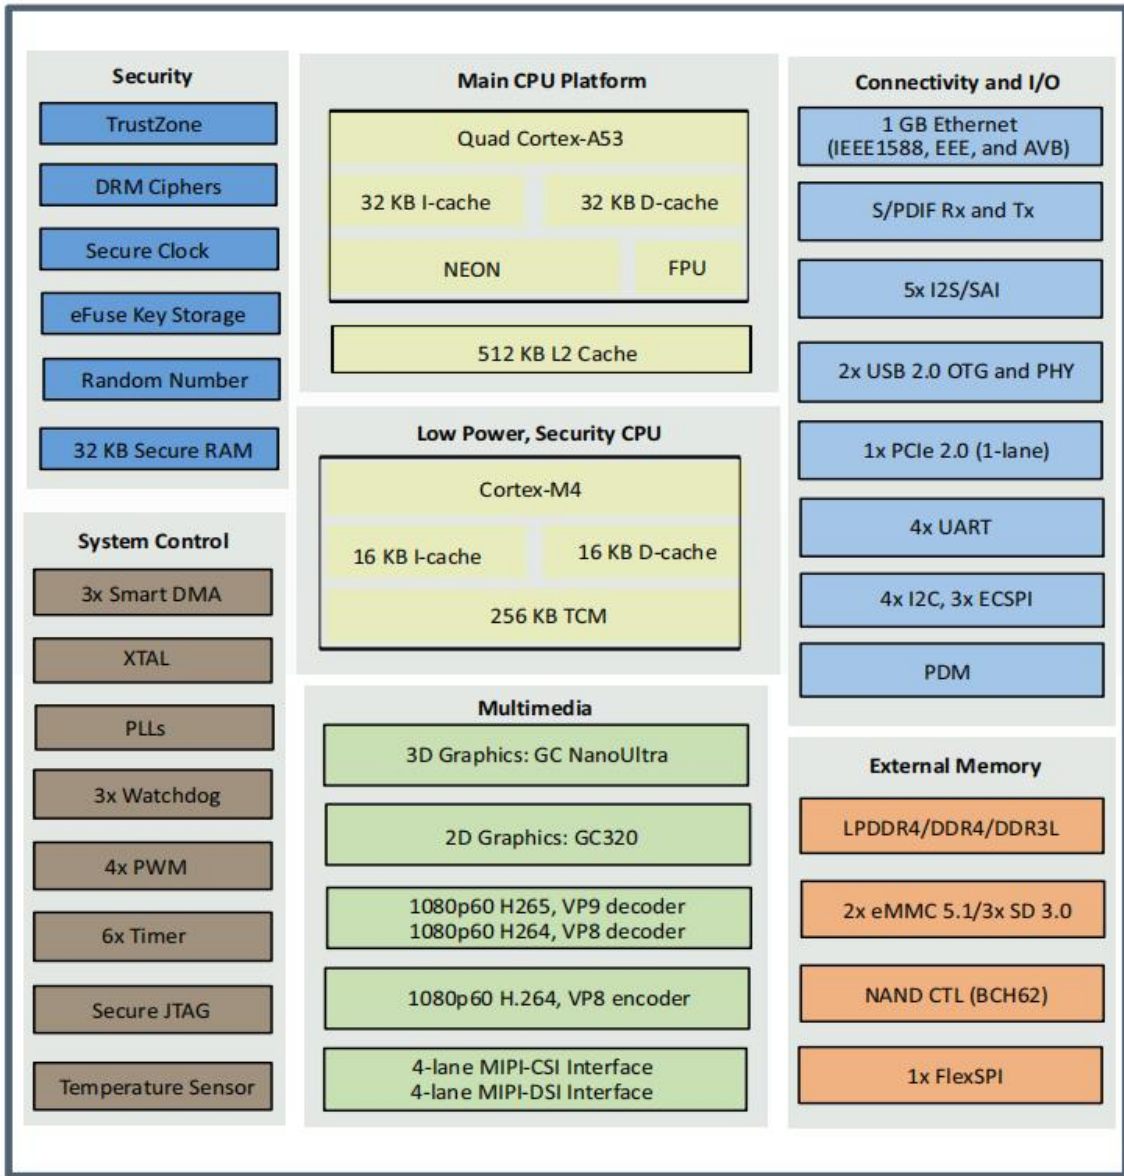 Security
TrustZone
DRM Ciphers
Secure Clock
eFuse Key Storage
Random Number
32 KB Secure RAM
System Control
3x Smart DMA
XTAL
PLLs
3x Watchdog
4x PWM
6x Timer
Secure JTAG
Temperature Sensor
Main CPU Platform
Quad Cortex-A53
32 KB I-cache
32 KB D-cache
NEON
FPU
512 KB L2 Cache
Low Power, Security CPU
Cortex-M4
16 KB I-cache
16 KB D-cache
256 KB TCM
Multimedia
3D Graphics: GC NanoUltra
2D Graphics: GC320
1080p60 H265, VP9 decoder
1080p60 H264, VP8 decoder
1080p60 H.264, VP8 encoder
4-lane MIPI-CSI Interface
4-lane MIPI-DSI Interface
Connectivity and I/O
1 GB Ethernet
(IEEE1588, EEE, and AVB)
S/PDIF Rx and Tx
5x I2S/SAI
2x USB 2.0 OTG and PHY
1x PCIe 2.0 (1-lane)
4x UART
4x I2C, 3x ECSPI
PDM
External Memory
LPDDR4/DDR4/DDR3L
2x eMMC 5.1/3x SD 3.0
NAND CTL (BCH62)
1x FlexSPI